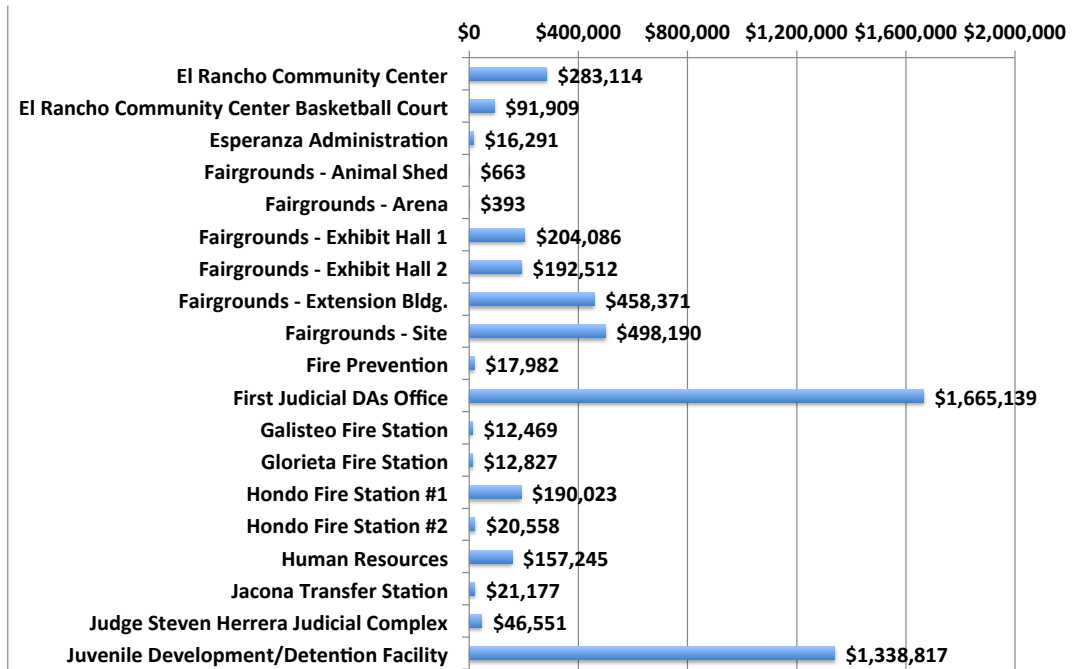 $0 $400,000 $800,000 $1,200,000 $1,600,000 $2,000,000
El Rancho Community Center $283,114
El Rancho Community Center Basketball Court $91,909
Esperanza Administration $16,291
Fairgrounds - Animal Shed $663
Fairgrounds - Arena $393
Fairgrounds - Exhibit Hall 1 $204,086
Fairgrounds - Exhibit Hall 2 $192,512
Fairgrounds - Extension Bldg. $458,371
Fairgrounds - Site $498,190
Fire Prevention $17,982
First Judicial DAs Office $1,665,139
Galisteo Fire Station $12,469
Glorieta Fire Station $12,827
Hondo Fire Station #1 $190,023
Hondo Fire Station #2 $20,558
Human Resources $157,245
Jacona Transfer Station $21,177
Judge Steven Herrera Judicial Complex $46,551
Juvenile Development/Detention Facility $1,338,817